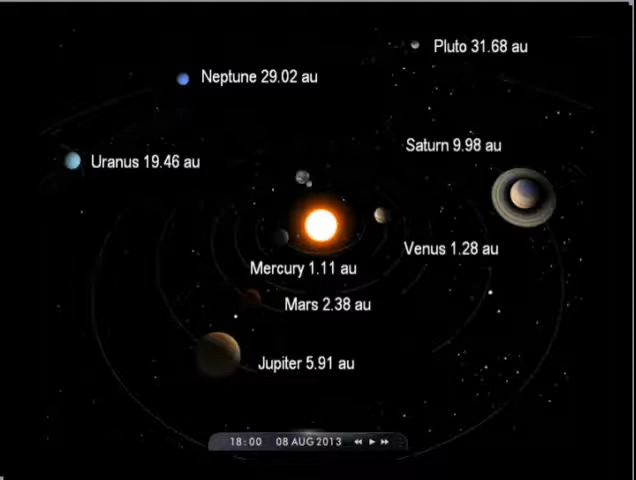 Pluto 31.68 au
Neptune 29.02 au
Saturn 9.98 au
Uranus 19.46 au
Venus 1.28 au
Mercury 1.11 au
Mars 2.38 au
Jupiter 5.91 au
18:00 08 AUG 2013